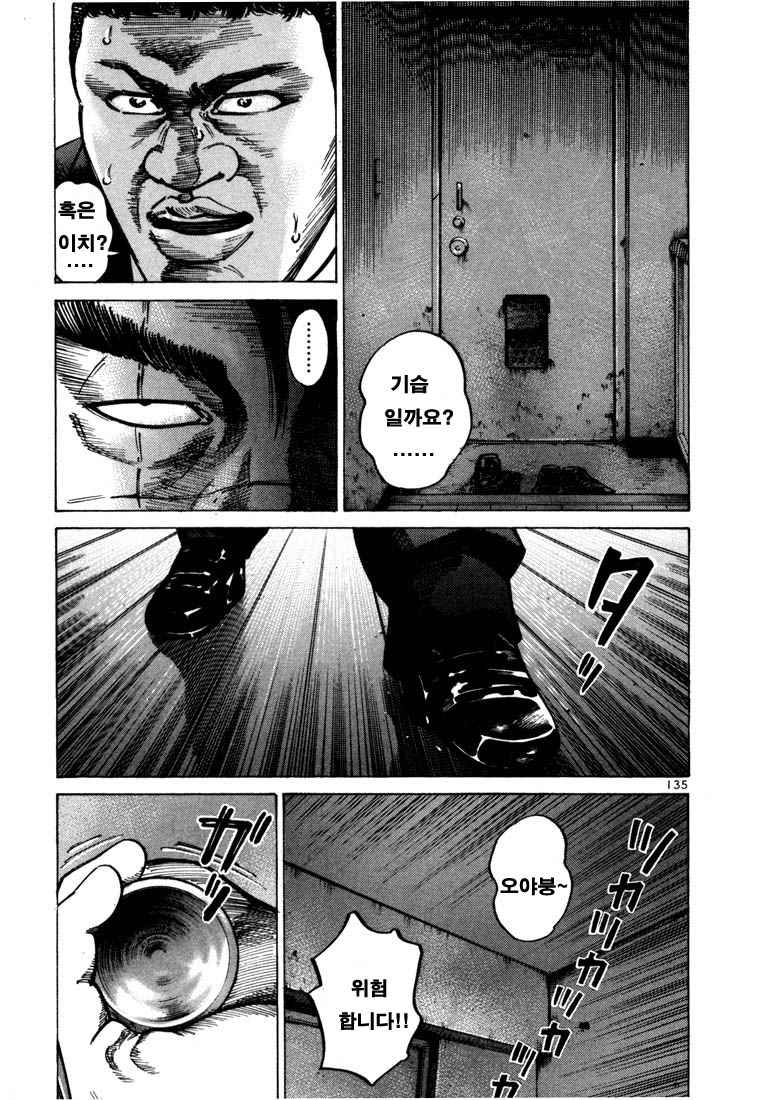 기습
일까요?
......
혹은
이치?
....
........
タッ
135
오야붕~
ツカツカツカツ
위험
합니다!!
ガッ